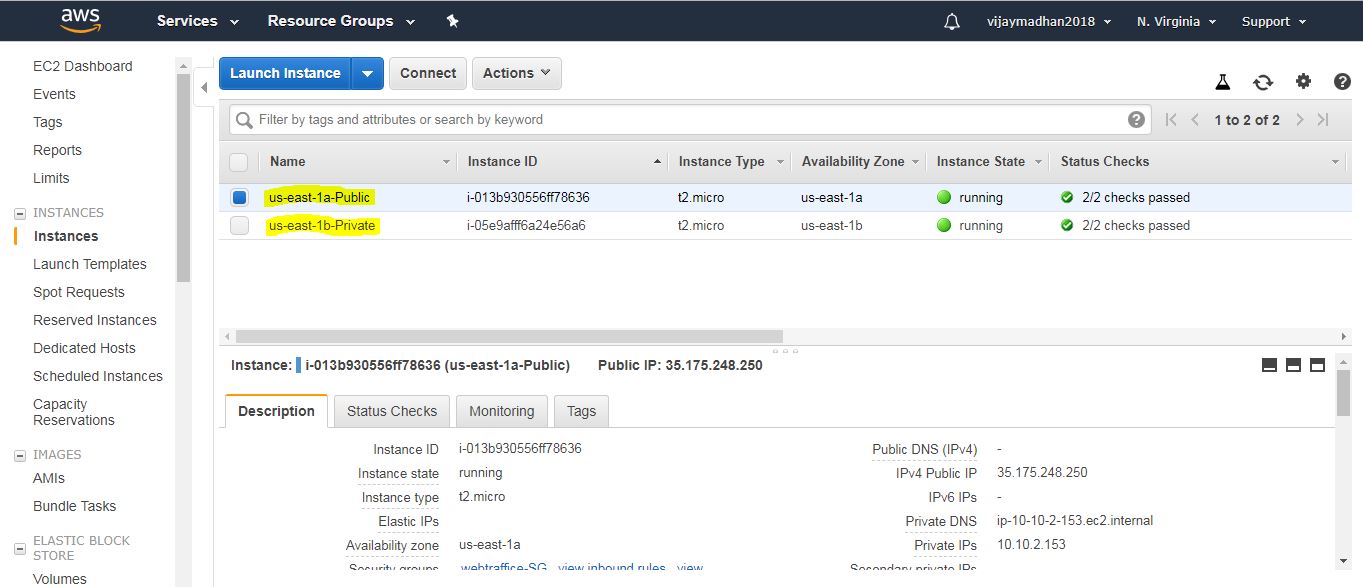 aws Services Resource Groups vijaymadhan2018 N. Virginia Support
EC2 Dashboard
Events
Tags
Reports
Limits
INSTANCES
Instances
Launch Templates
Spot Requests
Reserved Instances
Dedicated Hosts
Scheduled Instances
Capacity
Reservations
IMAGES
AMIs
Bundle Tasks
ELASTIC BLOCK
STORE
Volumes
Launch Instance Connect Actions
Filter by tags and attributes or search by keyword ? 1 to 2 of 2
Name Instance ID Instance Type Availability Zone Instance State Status Checks
us-east-1a-Public i-013b930556ff78636 t2.micro us-east-1a running 2/2 checks passed
us-east-1b-Private i-05e9afff6a24e56a6 t2.micro us-east-1b running 2/2 checks passed
Instance: i-013b930556ff78636 (us-east-1a-Public) Public IP: 35.175.248.250
Description Status Checks Monitoring Tags
Instance ID i-013b930556ff78636 Public DNS (IPv4) -
Instance state running IPv4 Public IP 35.175.248.250
Instance type t2.micro IPv6 IPs -
Elastic IPs Private DNS ip-10-10-2-153.ec2.internal
Availability zone us-east-1a Private IPs 10.10.2.153
Security groups webtraffice-SG view inbound rules view Secondary private IPs